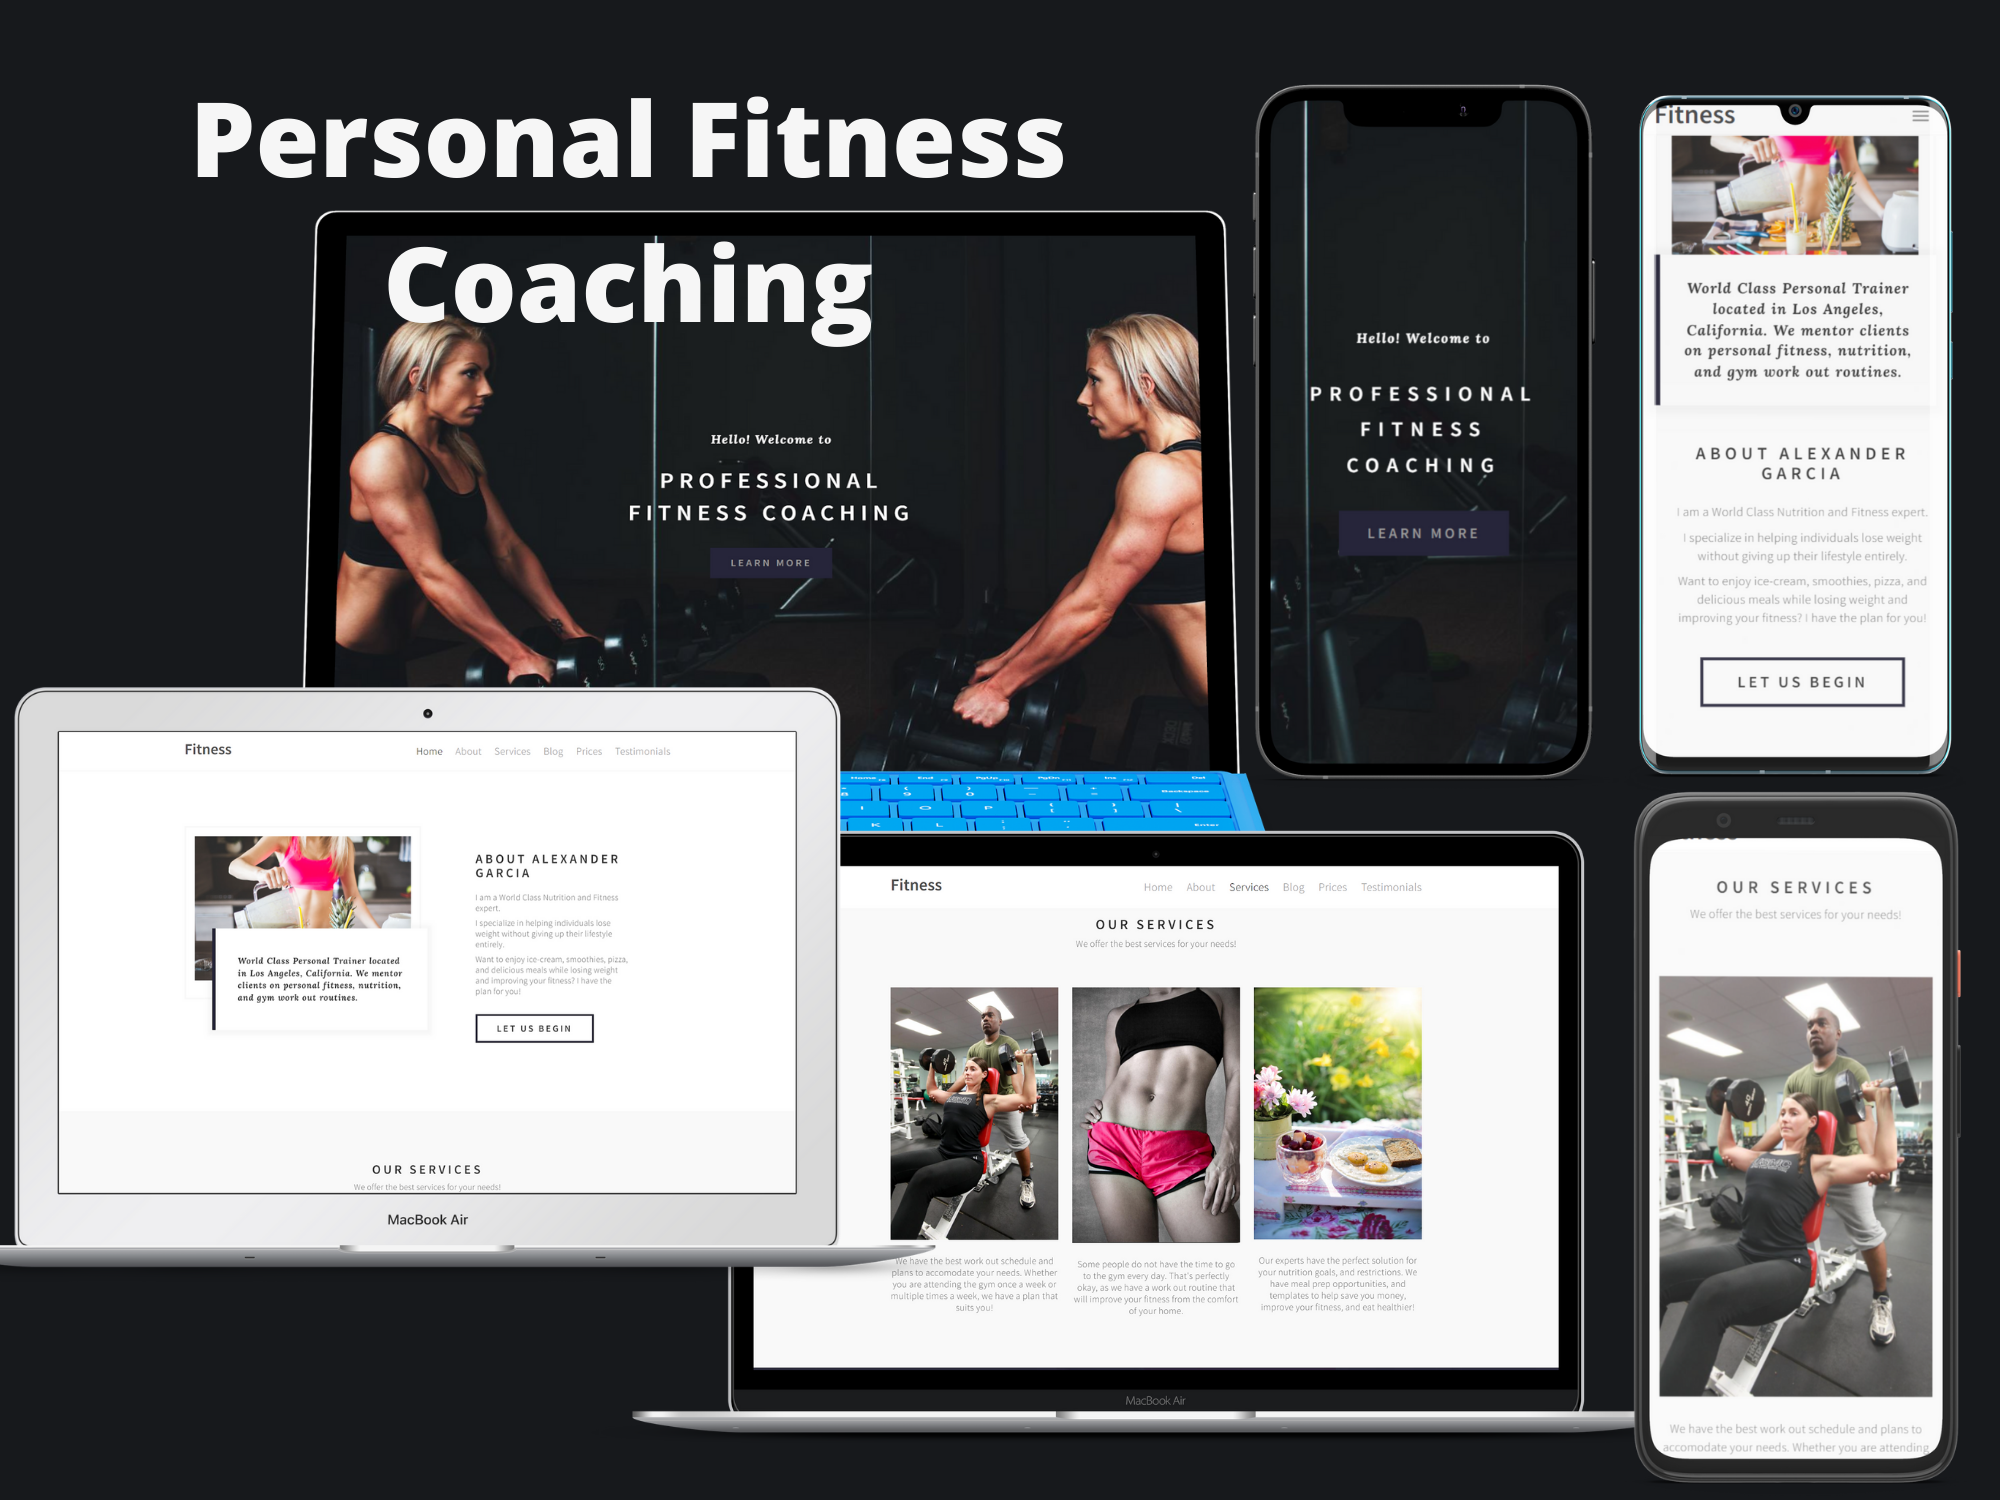 Personal Fitness
Coaching
Hello! Welcome to
PROFESSIONAL
FITNESS COACHING
LEARN MORE
Hello! Welcome to
PROFESSIONAL
FITNESS
COACHING
LEARN MORE
Fitness
World Class Personal Trainer
located in Los Angeles,
California. We mentor clients
on personal fitness, nutrition,
and gym work out routines.
ABOUT ALEXANDER
GARCIA
I am a World Class Nutrition and Fitness expert.
I specialize in helping individuals lose weight
without giving up their lifestyle entirely.
Want to enjoy ice-cream, smoothies, pizza, and
delicious meals while losing weight and
improving your fitness? I have the plan for you!
LET US BEGIN
Fitness
Home About Services Blog Prices Testimonials
World Class Personal Trainer located
in Los Angeles, California. We mentor
clients on personal fitness, nutrition,
and gym work out routines.
ABOUT ALEXANDER
GARCIA
I am a World Class Nutrition and Fitness
expert.
I specialize in helping individuals lose
weight without giving up their lifestyle
entirely.
Want to enjoy ice-cream, smoothies, pizza,
and delicious meals while losing weight
and improving your fitness? I have the
plan for you!
LET US BEGIN
OUR SERVICES
We offer the best services for your needs!
MacBook Air
Home End PgUp PgDn Ins Del
9 0 - + Backspace
I O P { } | \
K L : ; " Enter
Fitness
Home About Services Blog Prices Testimonials
OUR SERVICES
We offer the best services for your needs!
We have the best work out schedule and
plans to accomodate your needs. Whether
you are attending the gym once a week or
multiple times a week, we have a plan that
suits you!
Some people do not have the time to go
to the gym every day. That's perfectly
okay, as we have a work out routine that
will improve your fitness from the comfort
of your home.
Our experts have the perfect solution for
your nutrition goals, and restrictions. We
have meal prep opportunities, and
templates to help save you money,
improve your fitness, and eat healthier!
MacBook Air
OUR SERVICES
We offer the best services for your needs!
We have the best work out schedule and plans to
accomodate your needs. Whether you are attending